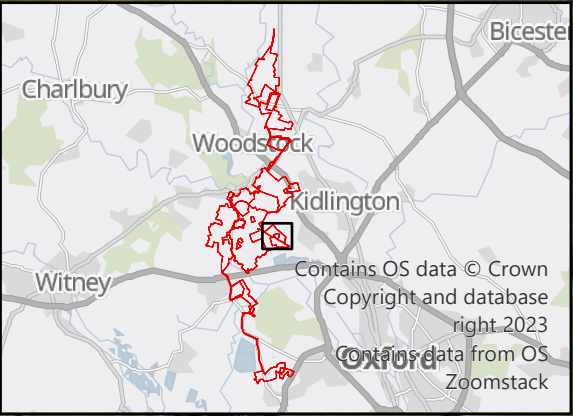 Bicester
Charlbury
Woodstock
Kidlington
Witney
Contains OS data © Crown
Copyright and database
right 2023
Oxford
Contains data from OS
Zoomstack